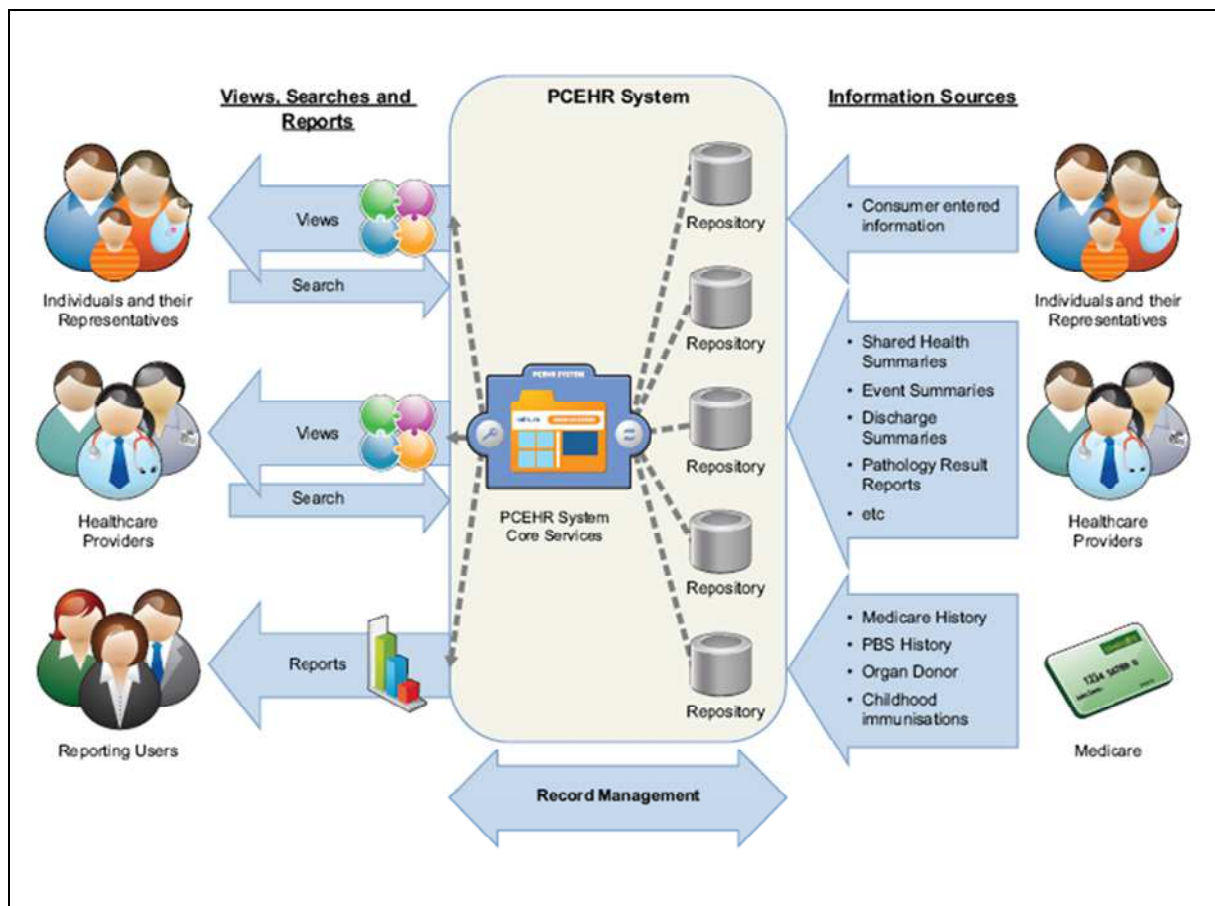 Views, Searches and
Reports
PCEHR System
Information Sources
Views
Search
Individuals and their
Representatives
Views
Search
Healthcare
Providers
Reports
Reporting Users
PCEHR SYSTEM
PCEHR System
Core Services
Repository
Repository
Repository
Repository
Repository
• Consumer entered
information
Individuals and their
Representatives
• Shared Health
Summaries
• Event Summaries
• Discharge
Summaries
• Pathology Result
Reports
• etc
Healthcare
Providers
• Medicare History
• PBS History
• Organ Donor
• Childhood
immunisations
Medicare
Record Management